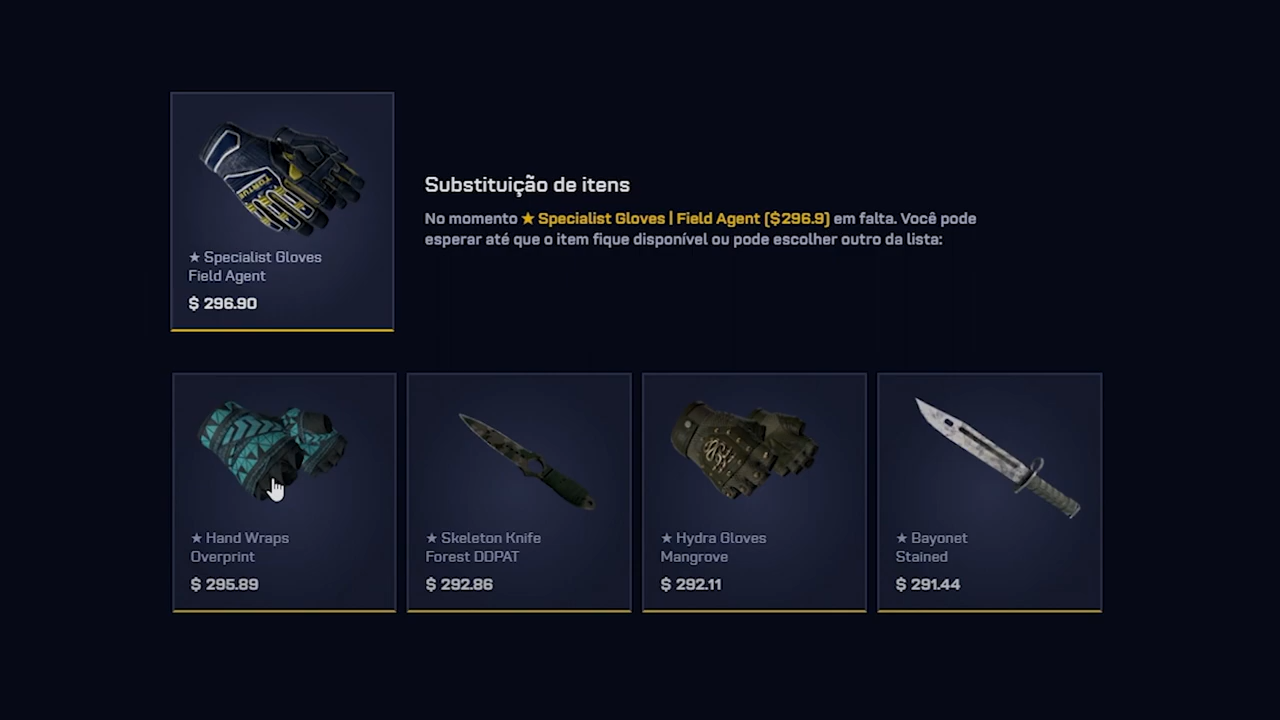 Substituição de itens
No momento ★ Specialist Gloves | Field Agent ($296.9) em falta. Você pode
esperar até que o item fique disponível ou pode escolher outro da lista:
★ Specialist Gloves
Field Agent
$ 296.90
★ Hand Wraps
Overprint
$ 295.89
★ Skeleton Knife
Forest DDPAT
$ 292.86
★ Hydra Gloves
Mangrove
$ 292.11
★ Bayonet
Stained
$ 291.44